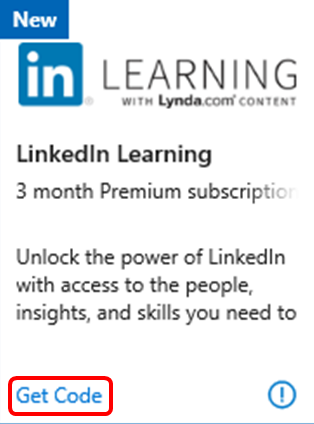 New
in LEARNING
WITH Lynda.com® CONTENT
LinkedIn Learning
3 month Premium subscription
Unlock the power of LinkedIn
with access to the people,
insights, and skills you need to
Get Code